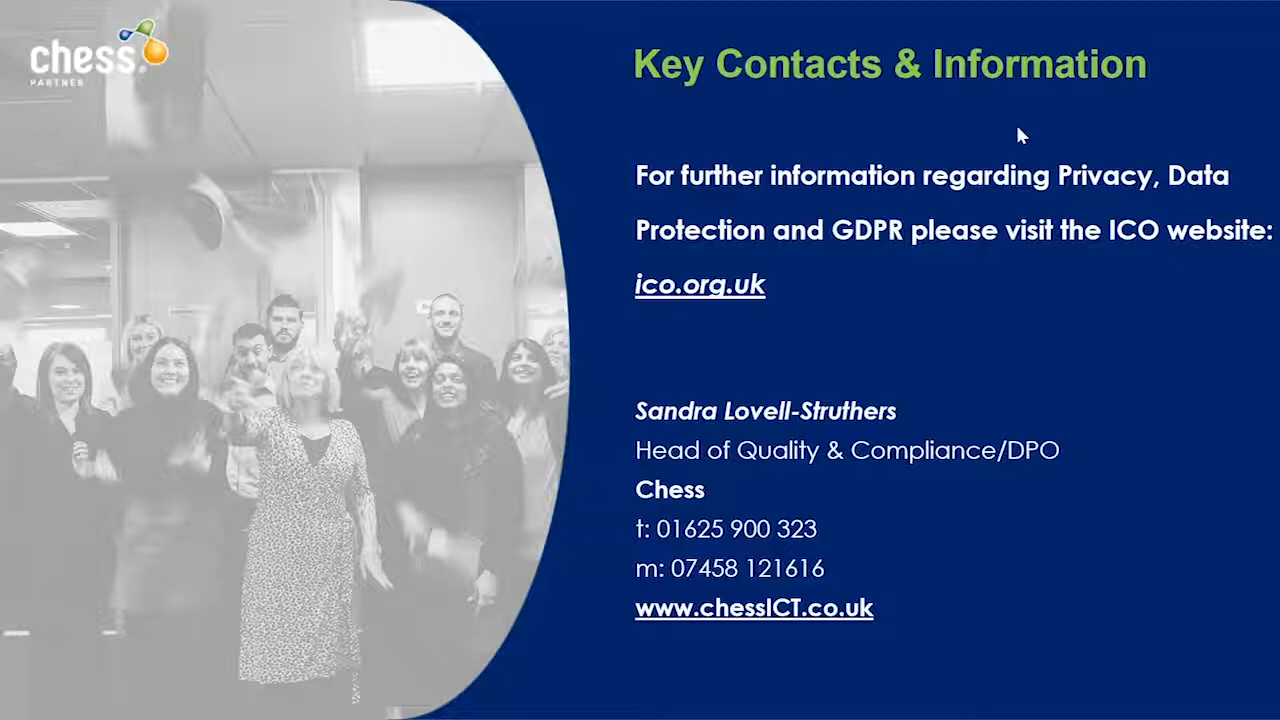 chess
PARTNER
Key Contacts & Information
For further information regarding Privacy, Data
Protection and GDPR please visit the ICO website:
ico.org.uk
Sandra Lovell-Struthers
Head of Quality & Compliance/DPO
Chess
t: 01625 900 323
m: 07458 121616
www.chessICT.co.uk